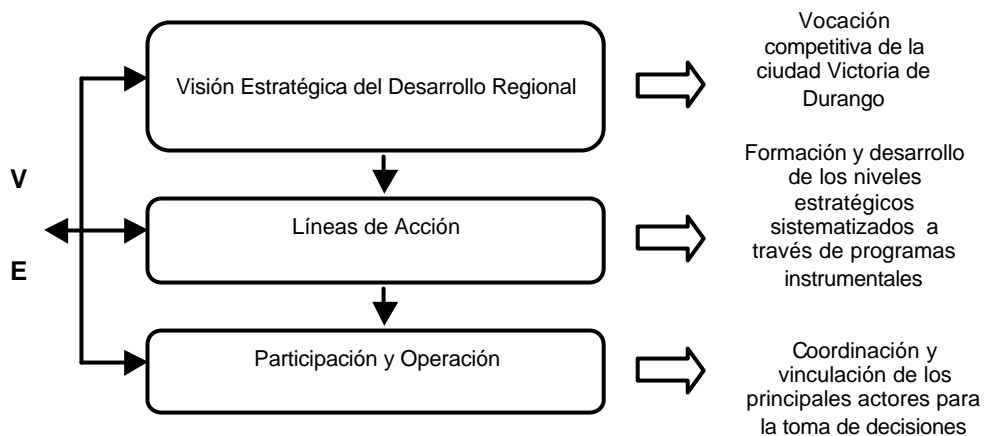 Visión Estratégica del Desarrollo Regional
Vocación
competitiva de la
ciudad Victoria de
Durango
V
E
Líneas de Acción
Formación y desarrollo
de los niveles
estratégicos
sistematizados a
través de programas
instrumentales
Participación y Operación
Coordinación y
vinculación de los
principales actores para
la toma de decisiones